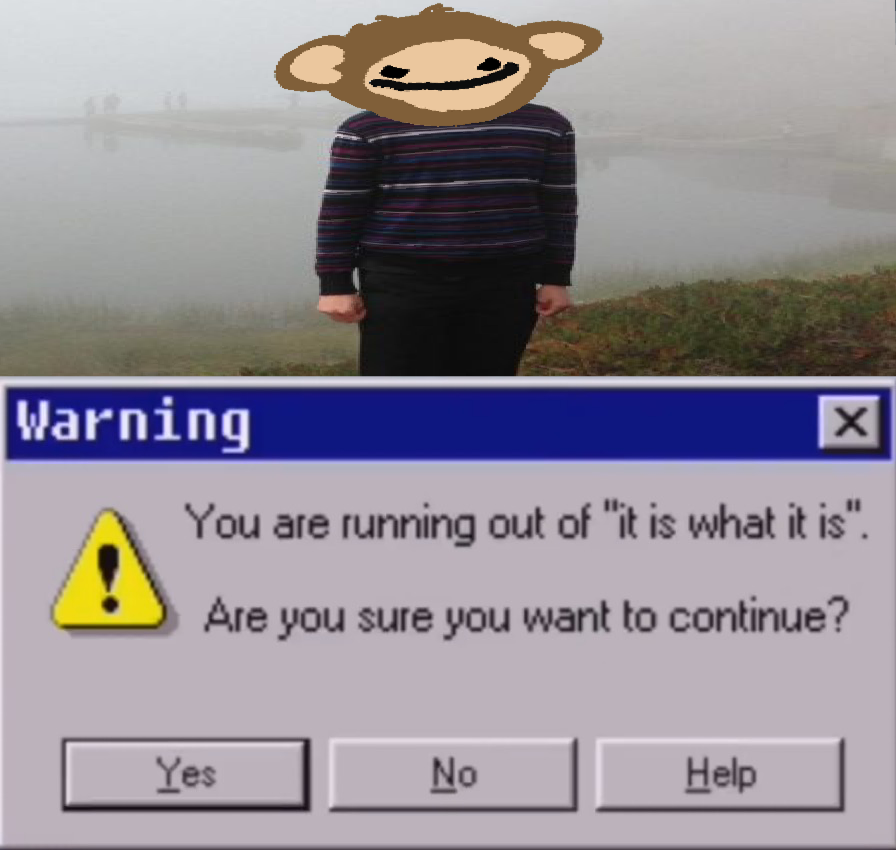 Warning
You are running out of "it is what it is".
Are you sure you want to continue?
Yes No Help